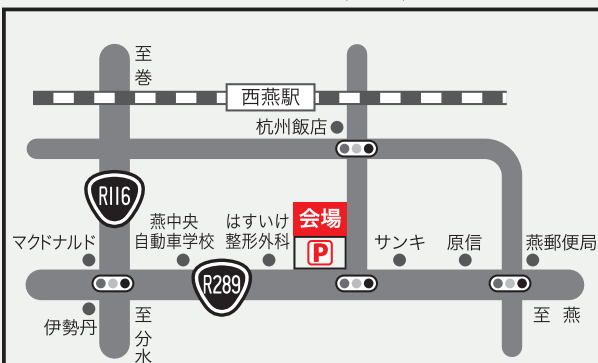 至
巻
西燕駅
杭州飯店
R116
燕中央
自動車学校
はすいけ
整形外科
会場
P
マクドナルド
サンキ
原信
燕郵便局
R289
伊勢丹
至
分
水
至 燕